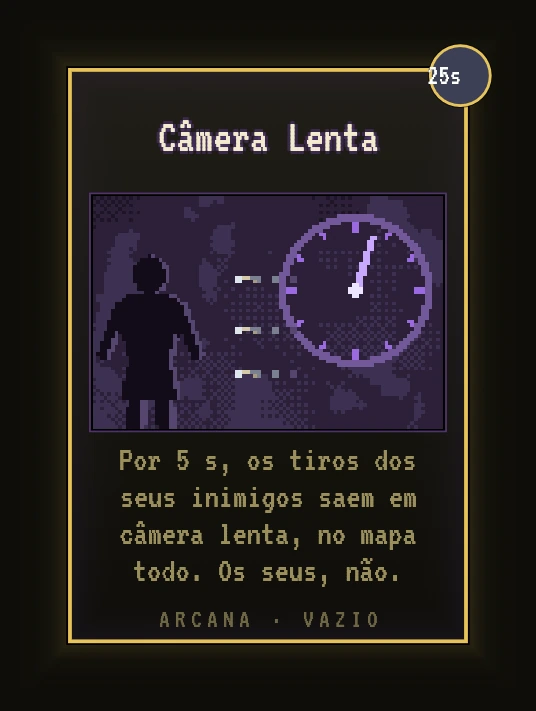 25s
Câmera Lenta
Por 5 s, os tiros dos
seus inimigos saem em
câmera lenta, no mapa
todo. Os seus, não.
ARCANA · VAZIO